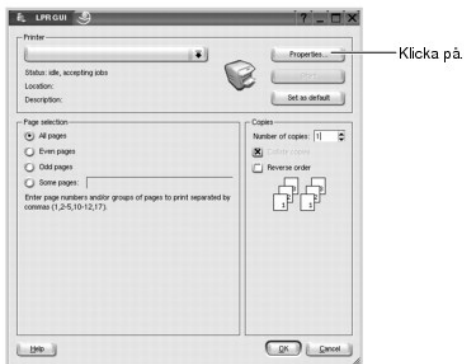 LPR GUI
Printer
Properties...
Klicka på.
Status: idle, accepting jobs
Location:
Set as default
Description:
Page selection
All pages
Even pages
Odd pages
Some pages:
Enter page numbers and/or groups of pages to print separated by
commas (1,2-5,10-12,17).
Copies
Number of copies: 1
Collate copies
Reverse order
1
1
Help
OK
Cancel